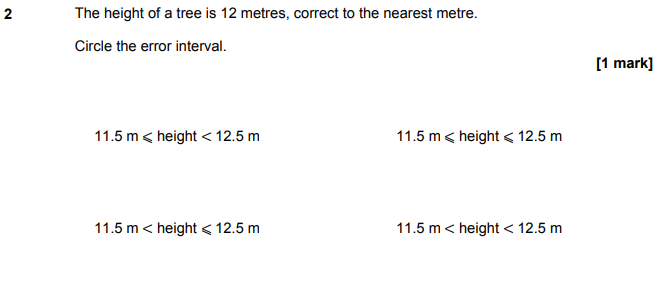 2 The height of a tree is 12 metres, correct to the nearest metre.
Circle the error interval.
[1 mark]
11.5 m ⩽ height < 12.5 m 11.5 m ⩽ height ⩽ 12.5 m
11.5 m < height ⩽ 12.5 m 11.5 m < height < 12.5 m